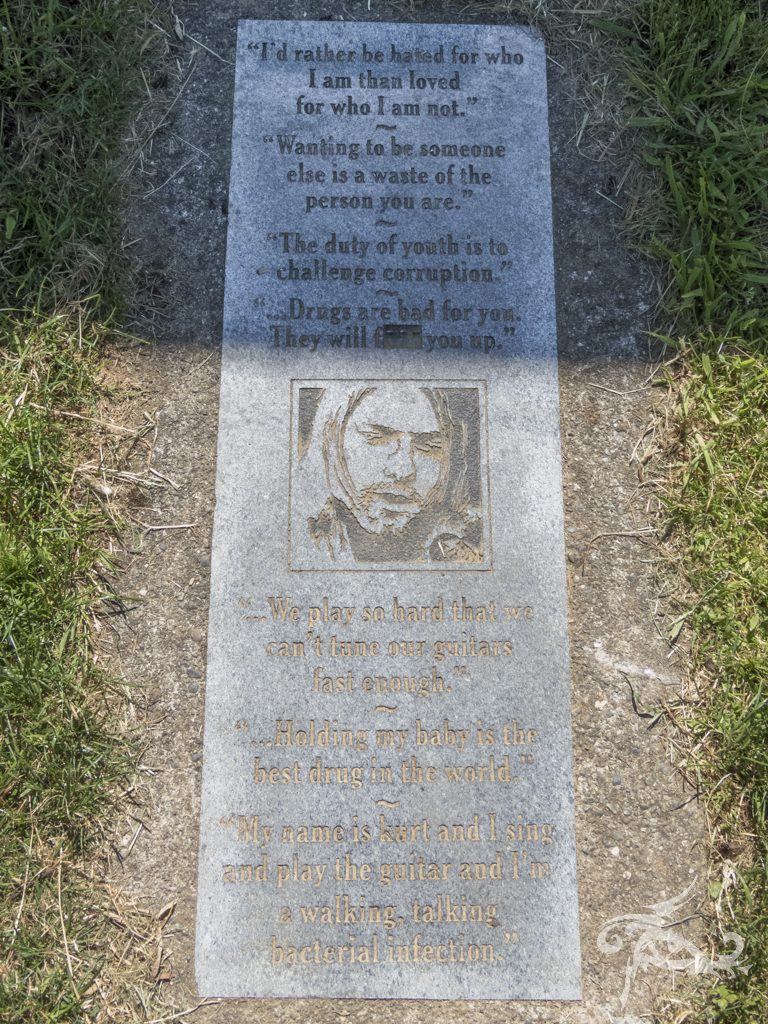 “I’d rather be hated for who
I am than loved
for who I am not.”
~
“Wanting to be someone
else is a waste of the
person you are.”
~
“The duty of youth is to
challenge corruption.”
~
“...Drugs are bad for you.
They will f you up.”
“...We play so hard that we
can’t tune our guitars
fast enough.”
~
“...Holding my baby is the
best drug in the world.”
~
“My name is kurt and I sing
and play the guitar and I’m
a walking, talking
bacterial infection.”